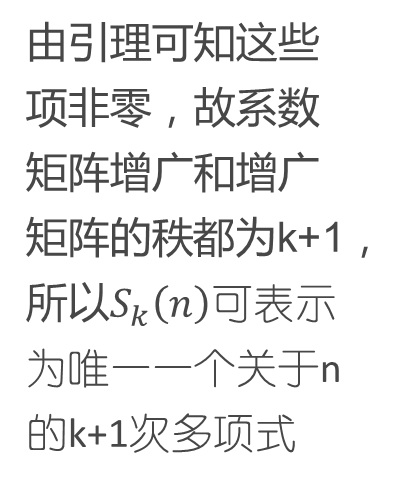 由引理可知这些
项非零，故系数
矩阵增广和增广
矩阵的秩都为k+1，
所以$S_k(n)$可表示
为唯一一个关于n
的k+1次多项式